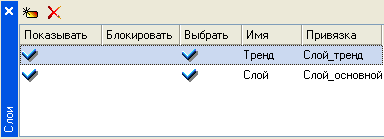 Показывать Блокировать Выбрать Имя Привязка
Тренд Слой_тренд
Слой Слой_основной
Слои